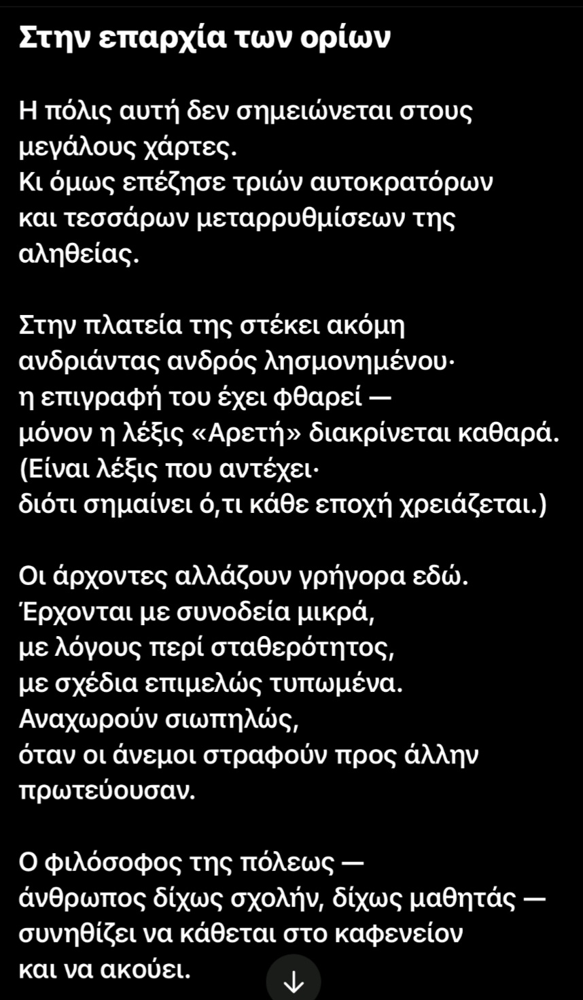 Στην επαρχία των ορίων
Η πόλις αυτή δεν σημειώνεται στους
μεγάλους χάρτες.
Κι όμως επέζησε τριών αυτοκρατόρων
και τεσσάρων μεταρρυθμίσεων της
αληθείας.
Στην πλατεία της στέκει ακόμη
ανδριάντας ανδρός λησμονημένου·
η επιγραφή του έχει φθαρεί —
μόνον η λέξις «Αρετή» διακρίνεται καθαρά.
(Είναι λέξις που αντέχει·
διότι σημαίνει ό,τι κάθε εποχή χρειάζεται.)
Οι άρχοντες αλλάζουν γρήγορα εδώ.
Έρχονται με συνοδεία μικρά,
με λόγους περί σταθερότητος,
με σχέδια επιμελώς τυπωμένα.
Αναχωρούν σιωπηλώς,
όταν οι άνεμοι στραφούν προς άλλην
πρωτεύουσαν.
Ο φιλόσοφος της πόλεως —
άνθρωπος δίχως σχολήν, δίχως μαθητάς —
συνηθίζει να κάθεται στο καφενείον
και να ακούει.